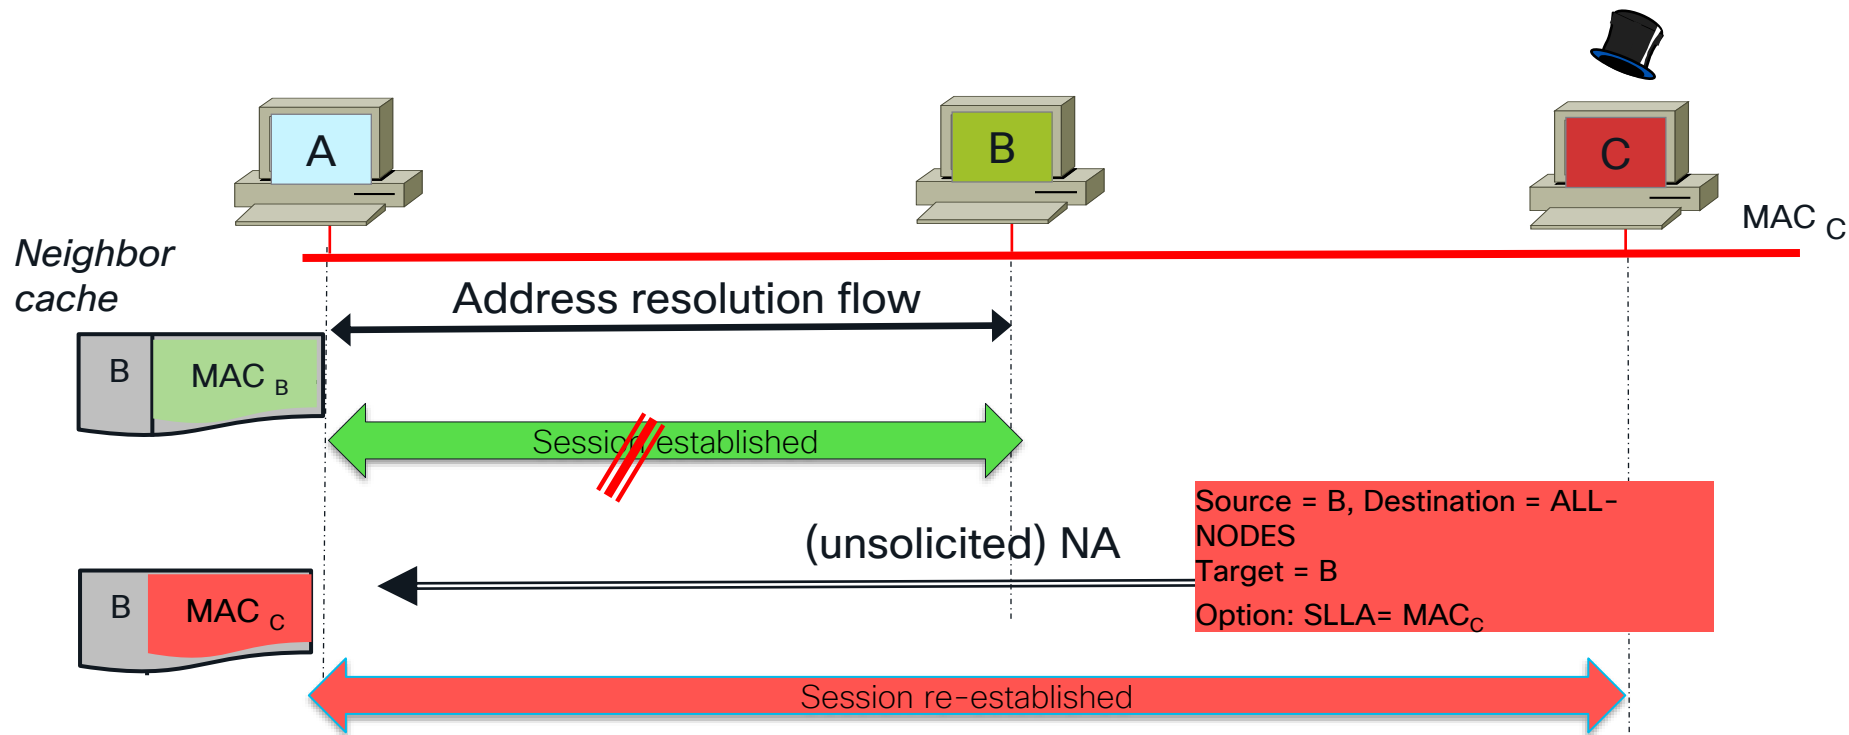 A
B
C
MAC C
Neighbor
cache
Address resolution flow
B
MAC B
Session established
Source = B, Destination = ALL-
NODES
Target = B
Option: SLLA= MACC
(unsolicited) NA
B
MAC C
Session re-established